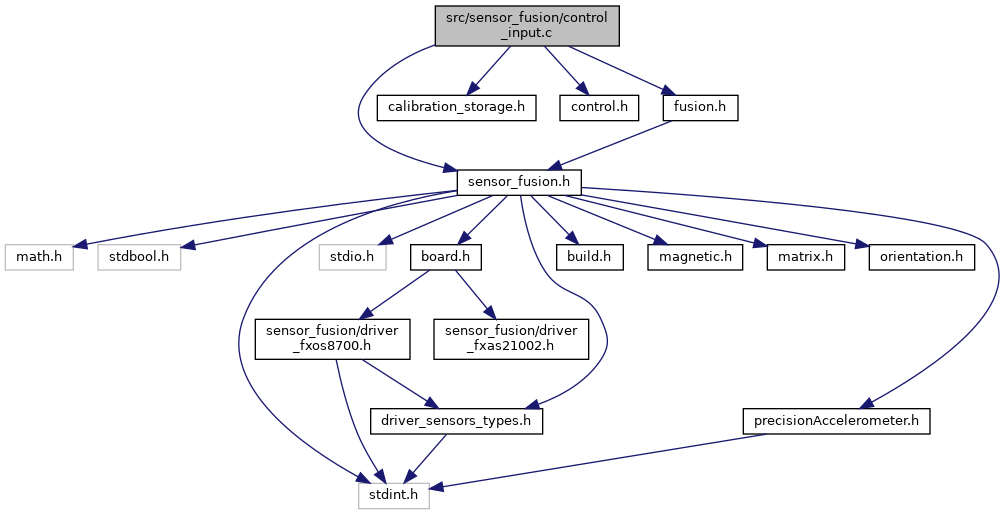 src/sensor_fusion/control
_input.c
calibration_storage.h
control.h
fusion.h
sensor_fusion.h
math.h
stdbool.h
stdio.h
board.h
build.h
magnetic.h
matrix.h
orientation.h
sensor_fusion/driver
_fxos8700.h
sensor_fusion/driver
_fxas21002.h
driver_sensors_types.h
precisionAccelerometer.h
stdint.h